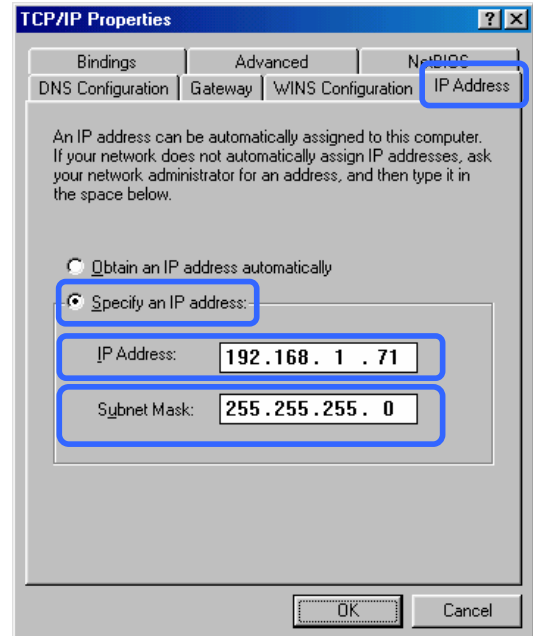 TCP/IP Properties
? X
Bindings Advanced NetBIOS
DNS Configuration Gateway WINS Configuration IP Address
An IP address can be automatically assigned to this computer.
If your network does not automatically assign IP addresses, ask
your network administrator for an address, and then type it in
the space below.
Obtain an IP address automatically
Specify an IP address:
IP Address: 192.168. 1 .71
Subnet Mask: 255.255.255. 0
OK Cancel